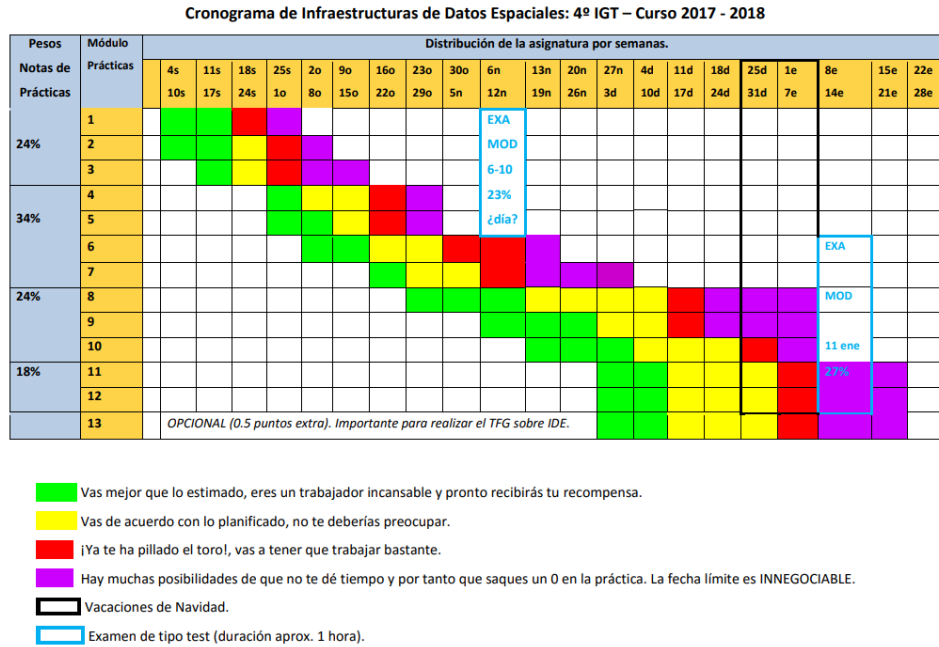 Cronograma de Infraestructuras de Datos Espaciales: 4º IGT – Curso 2017 - 2018
Pesos Notas de Prácticas
Módulo Prácticas
Distribución de la asignatura por semanas.
4s 11s 18s 25s 2o 9o 16o 23o 30o 6n 13n 20n 27n 4d 11d 18d 25d 1e 8e 15e 22e
10s 17s 24s 1o 8o 15o 22o 29o 5n 12n 19n 26n 3d 10d 17d 24d 31d 7e 14e 21e 28e
1 EXA
24% 2 MOD
3 6-10
4 23%
34% 5 ¿día?
6 EXA
7
24% 8 MOD
9
10 11 ene
18% 11 27%
12
13 OPCIONAL (0.5 puntos extra). Importante para realizar el TFG sobre IDE.
Vas mejor que lo estimado, eres un trabajador incansable y pronto recibirás tu recompensa.
Vas de acuerdo con lo planificado, no te deberías preocupar.
¡Ya te ha pillado el toro!, vas a tener que trabajar bastante.
Hay muchas posibilidades de que no te dé tiempo y por tanto que saques un 0 en la práctica. La fecha límite es INNEGOCIABLE.
Vacaciones de Navidad.
Examen de tipo test (duración aprox. 1 hora).